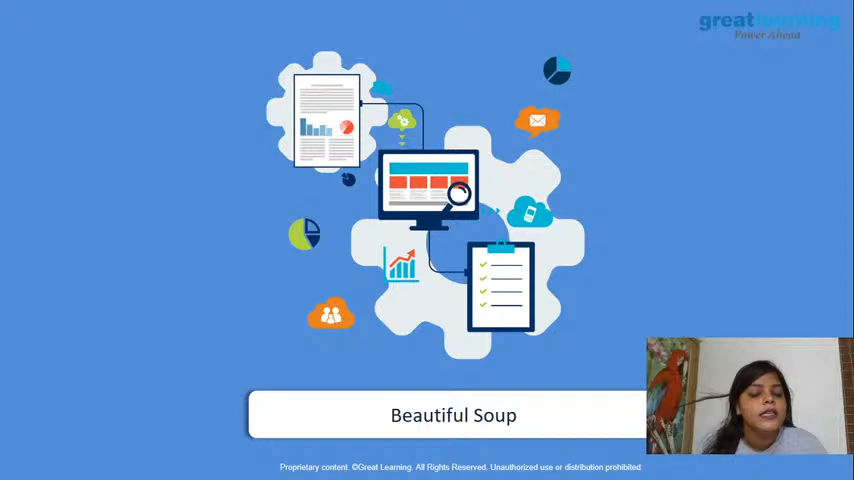 greatlearning
Power Ahead
Beautiful Soup
Proprietary content. ©Great Learning. All Rights Reserved. Unauthorized use or distribution prohibited